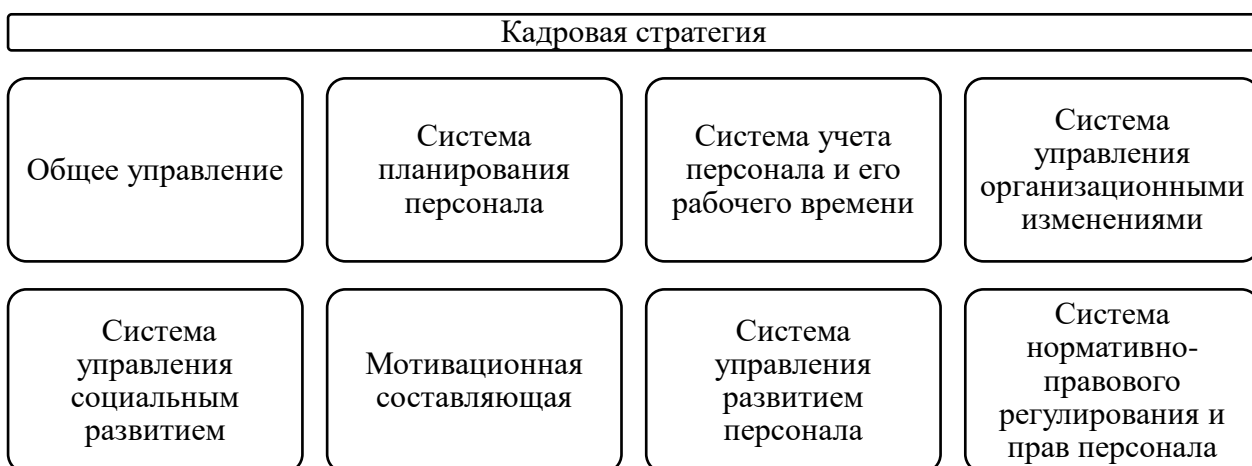 Кадровая стратегия
Общее управление
Система
планирования
персонала
Система учета
персонала и его
рабочего времени
Система
управления
организационными
изменениями
Система
управления
социальным
развитием
Мотивационная
составляющая
Система
управления
развитием
персонала
Система
нормативно-
правового
регулирования и
прав персонала